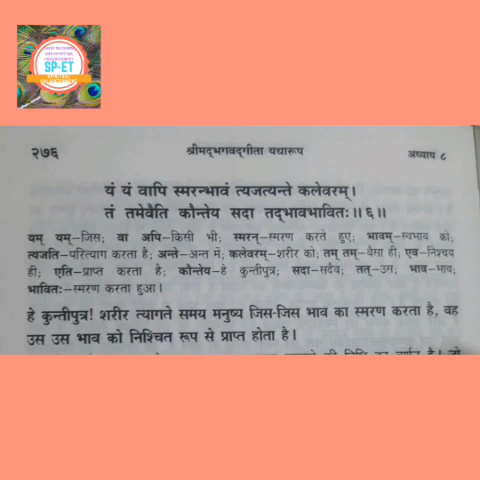 SP-ET
२७६ श्रीमद्भगवद्गीता यथारूप अध्याय ८
यं यं वापि स्मरन्भावं त्यजत्यन्ते कलेवरम्।
तं तमेवैति कौन्तेय सदा तद्भावभावितः॥६॥
यम् यम्–जिस; वा अपि–किसी भी; स्मरन्–स्मरण करते हुए; भावम्–स्वभाव को;
त्यजति–परित्याग करता है; अन्ते–अन्त में; कलेवरम्–शरीर को; तम् तम्–वैसा ही; एव–निश्चय
ही; एति–प्राप्त करता है; कौन्तेय–हे कुन्तीपुत्र; सदा–सदैव; तत्–उस; भाव–भाव;
भावितः–स्मरण करता हुआ।
हे कुन्तीपुत्र! शरीर त्यागते समय मनुष्य जिस-जिस भाव का स्मरण करता है, वह
उस उस भाव को निश्चित रूप से प्राप्त होता है।